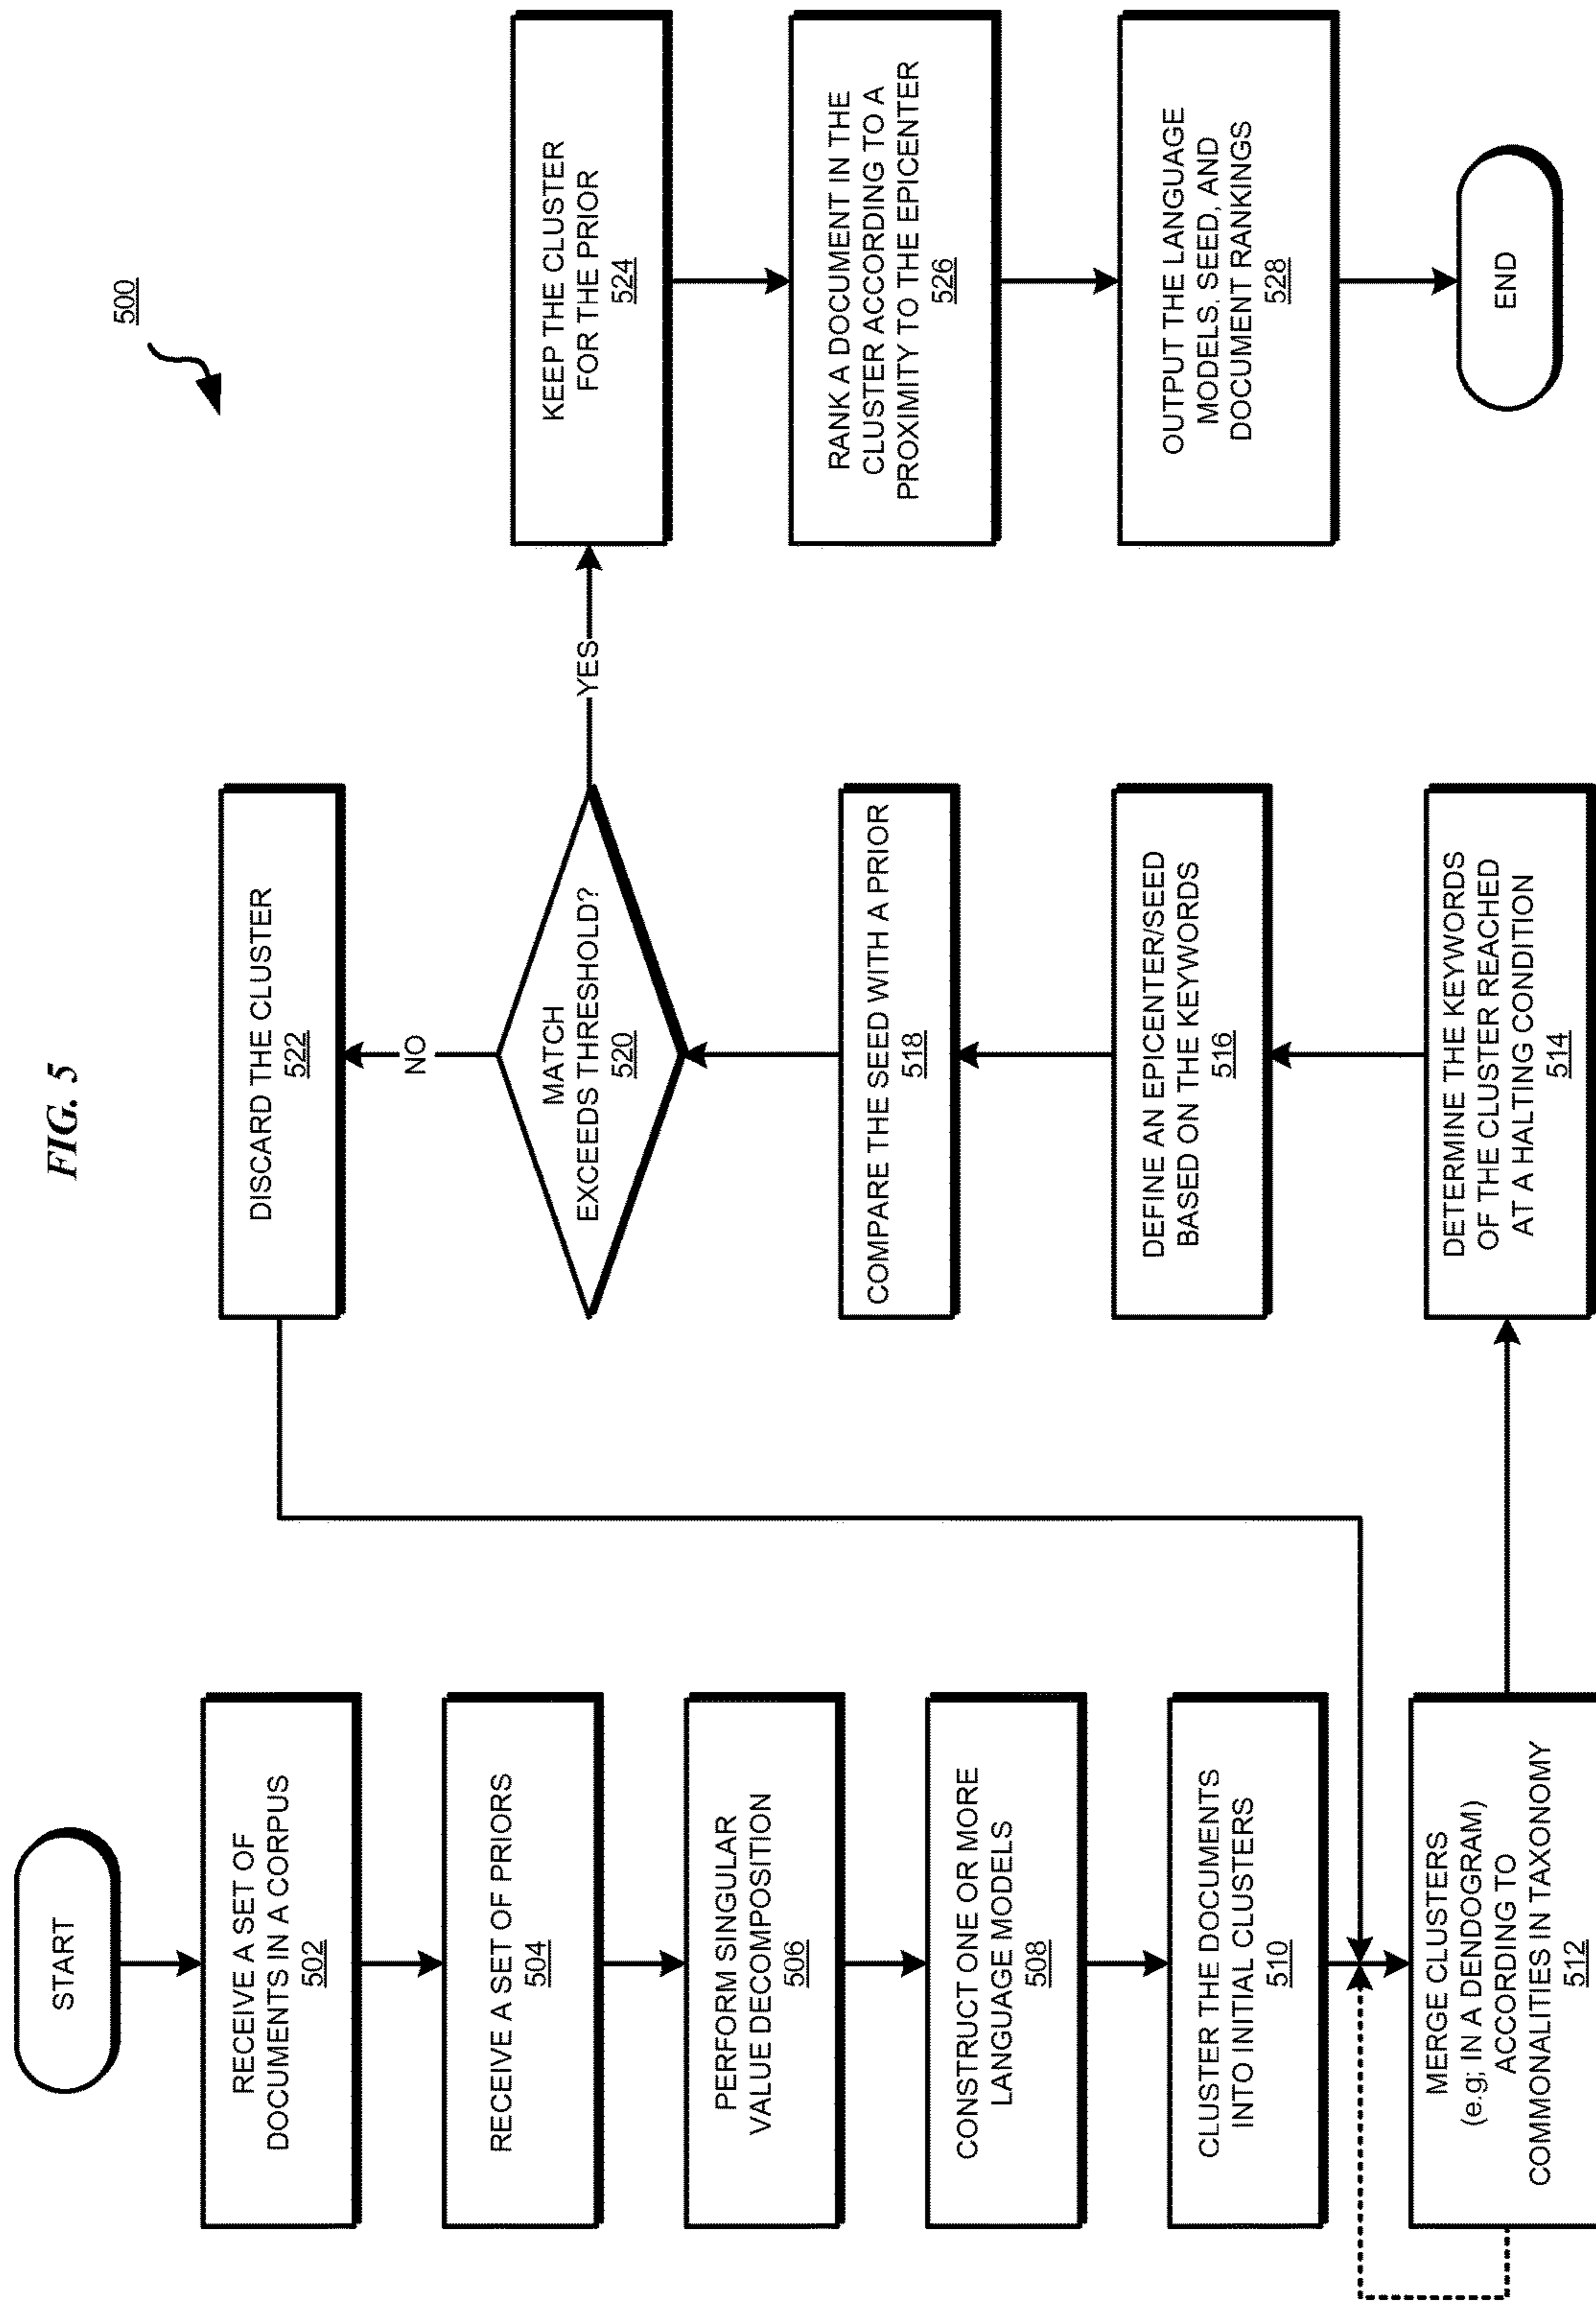 FIG. 5
500
START
RECEIVE A SET OF
DOCUMENTS IN A CORPUS
502
RECEIVE A SET OF PRIORS
504
PERFORM SINGULAR
VALUE DECOMPOSITION
506
CONSTRUCT ONE OR MORE
LANGUAGE MODELS
508
CLUSTER THE DOCUMENTS
INTO INITIAL CLUSTERS
510
MERGE CLUSTERS
(e.g; IN A DENDOGRAM)
ACCORDING TO
COMMONALITIES IN TAXONOMY
512
DISCARD THE CLUSTER
522
NO
MATCH
EXCEEDS THRESHOLD?
520
YES
COMPARE THE SEED WITH A PRIOR
518
DEFINE AN EPICENTER/SEED
BASED ON THE KEYWORDS
516
DETERMINE THE KEYWORDS
OF THE CLUSTER REACHED
AT A HALTING CONDITION
514
KEEP THE CLUSTER
FOR THE PRIOR
524
RANK A DOCUMENT IN THE
CLUSTER ACCORDING TO A
PROXIMITY TO THE EPICENTER
526
OUTPUT THE LANGUAGE
MODELS, SEED, AND
DOCUMENT RANKINGS
528
END